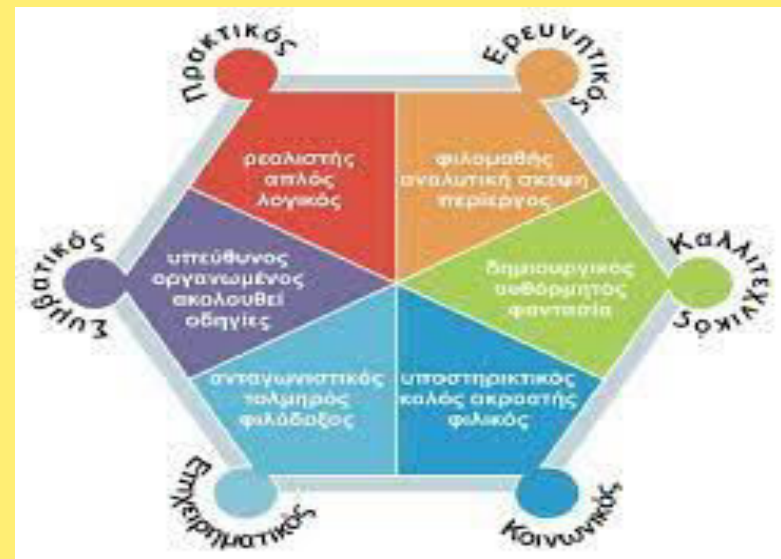 Πρακτικός
Ερευνητικός
ρεαλιστής
απλός
λογικός
φιλομαθής
αναλυτική σκεψη
περίεργος
Συμβατικός
υπεύθυνος
οργανωμένος
ακολουθεί
οδηγίες
Καλλιτεχνικός
δημιουργικός
αυθόρμητος
φαντασία
ανταγωνιστικός
τολμηρός
φιλόδοξος
υποστηρικτικός
καλός ακροατής
φιλικός
Επιχειρηματικός
Κοινωνικός